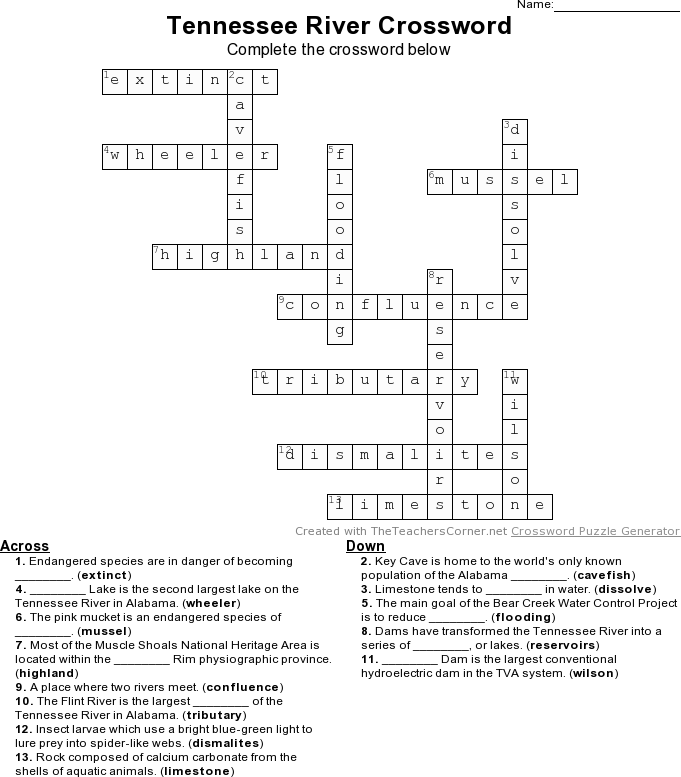 Name:
Tennessee River Crossword
Complete the crossword below
1 e x t i n 2 c t
a
v 3 d
4 w h e e l e r 5 f i
f l 6 m u s s e l
i o s
s o o
7 h i g h l a n d l
i 8 r v
9 c o n f l u e n c e
g s
e
10 t r i b u t a r y 11 w
v i
o l
12 d i s m a l i t e s
r o
13 l i m e s t o n e
Created with TheTeachersCorner.net Crossword Puzzle Generator
Across
1. Endangered species are in danger of becoming
________. (extinct)
4. ________ Lake is the second largest lake on the
Tennessee River in Alabama. (wheeler)
6. The pink mucket is an endangered species of
________. (mussel)
7. Most of the Muscle Shoals National Heritage Area is
located within the ________ Rim physiographic province.
(highland)
9. A place where two rivers meet. (confluence)
10. The Flint River is the largest ________ of the
Tennessee River in Alabama. (tributary)
12. Insect larvae which use a bright blue-green light to
lure prey into spider-like webs. (dismalites)
13. Rock composed of calcium carbonate from the
shells of aquatic animals. (limestone)
Down
2. Key Cave is home to the world's only known
population of the Alabama ________. (cavefish)
3. Limestone tends to ________ in water. (dissolve)
5. The main goal of the Bear Creek Water Control Project
is to reduce ________. (flooding)
8. Dams have transformed the Tennessee River into a
series of ________, or lakes. (reservoirs)
11. ________ Dam is the largest conventional
hydroelectric dam in the TVA system. (wilson)